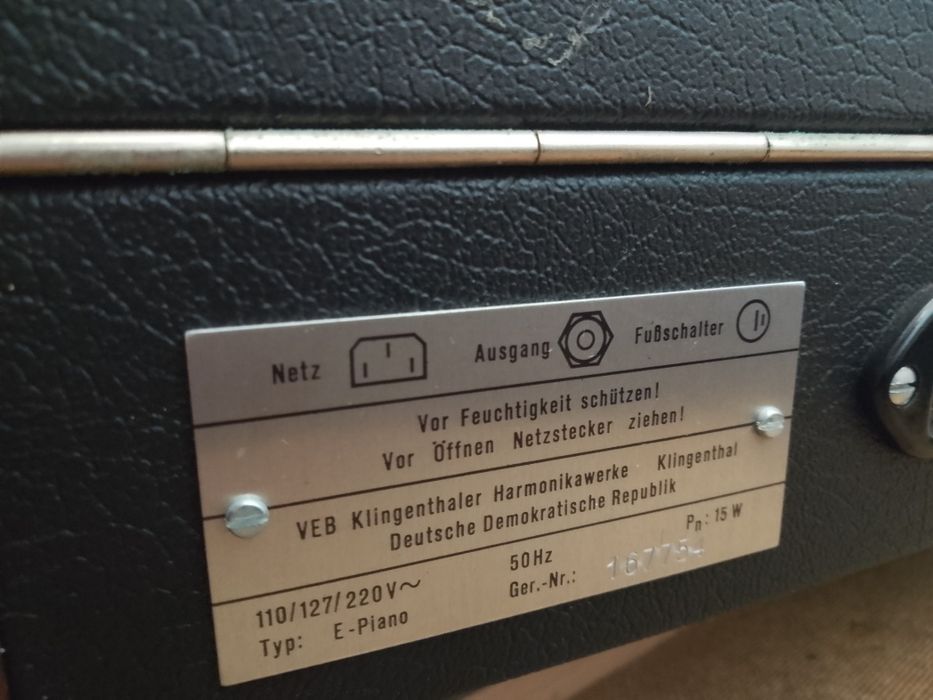 Netz Ausgang Fußschalter
Vor Feuchtigkeit schützen!
Vor Öffnen Netzstecker ziehen!
VEB Klingenthaler Harmonikawerke Klingenthal
Deutsche Demokratische Republik
110/127/220V~ 50Hz Pn: 15 W
Typ: E-Piano Ger.-Nr.: